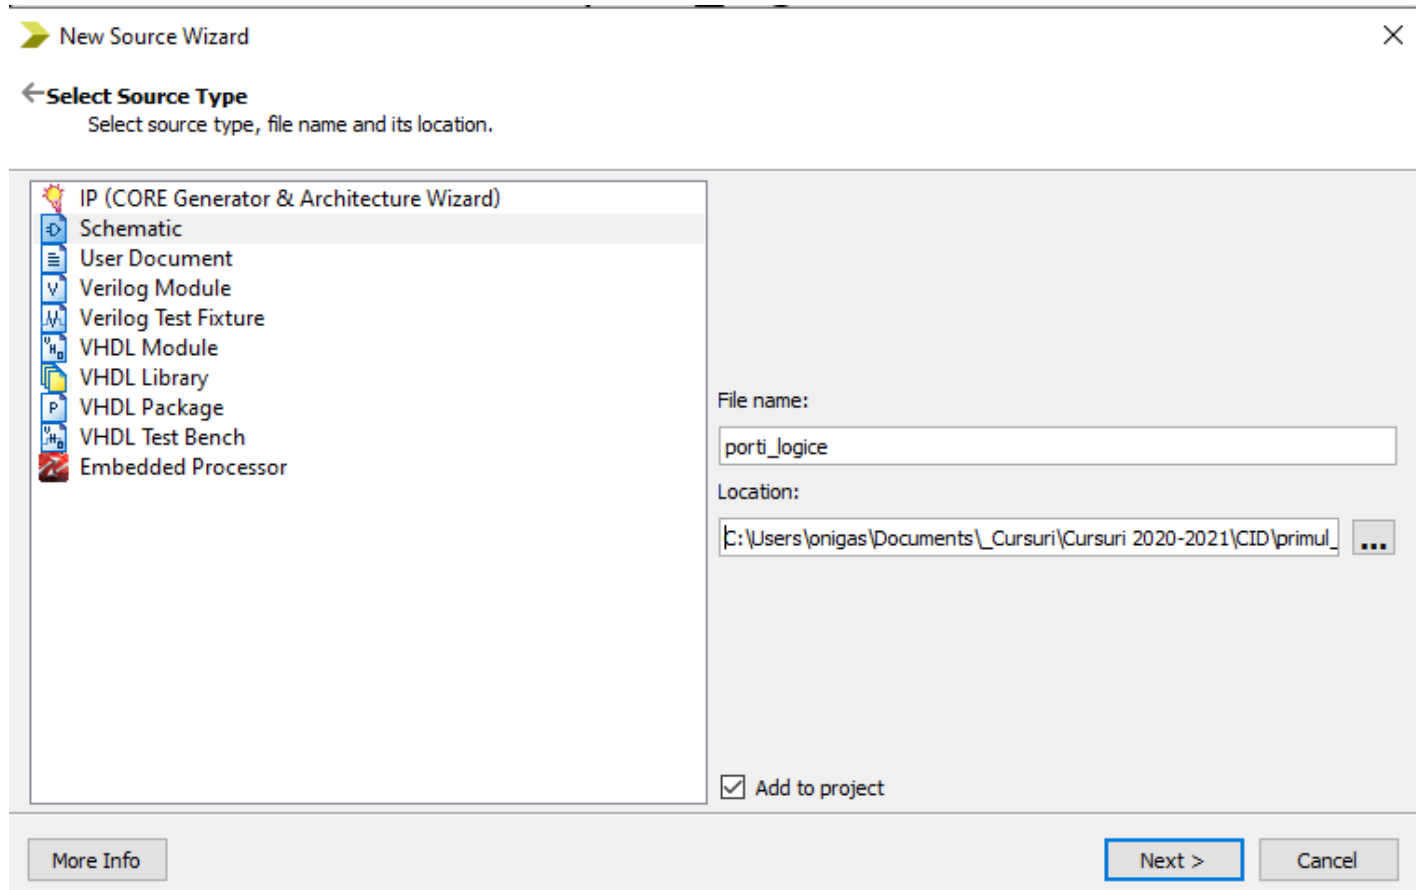 New Source Wizard
Select Source Type
Select source type, file name and its location.
IP (CORE Generator & Architecture Wizard)
Schematic
User Document
Verilog Module
Verilog Test Fixture
VHDL Module
VHDL Library
VHDL Package
VHDL Test Bench
Embedded Processor
File name:
porti_logice
Location:
C:\Users\onigas\Documents\_Cursuri\Cursuri 2020-2021\CID\primul_
...
Add to project
More Info
Next >
Cancel